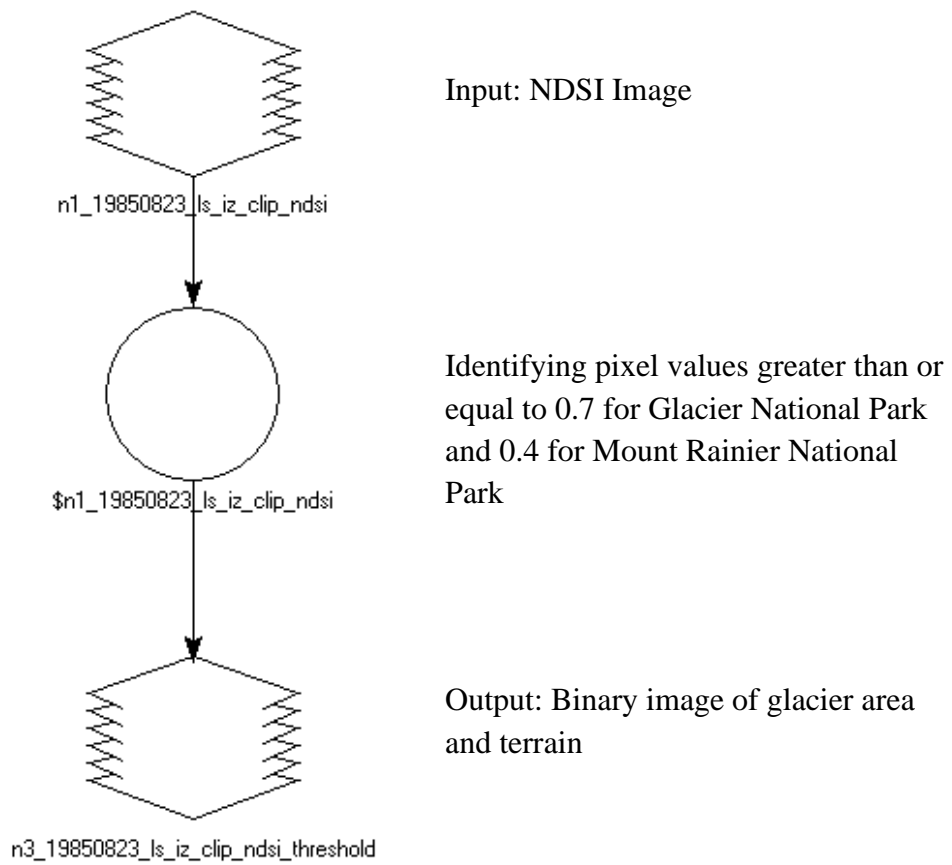 Input: NDSI Image
n1_19850823_ls_iz_clip_ndsi
Identifying pixel values greater than or
equal to 0.7 for Glacier National Park
and 0.4 for Mount Rainier National
Park
$n1_19850823_ls_iz_clip_ndsi
Output: Binary image of glacier area
and terrain
n3_19850823_ls_iz_clip_ndsi_threshold